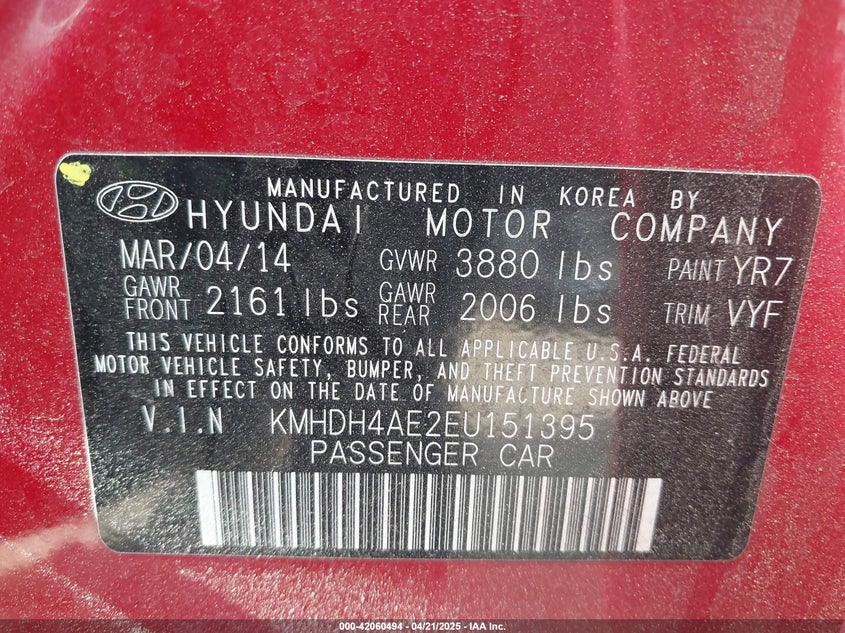 MANUFACTURED IN KOREA BY
HYUNDAI MOTOR COMPANY
MAR/04/14 GVWR 3880 lbs PAINT YR7
GAWR FRONT 2161 lbs GAWR REAR 2006 lbs TRIM VYF
THIS VEHICLE CONFORMS TO ALL APPLICABLE U.S.A. FEDERAL
MOTOR VEHICLE SAFETY, BUMPER, AND THEFT PREVENTION STANDARDS
IN EFFECT ON THE DATE OF MANUFACTURE SHOWN ABOVE
V.I.N KMHDH4AE2EU151395
PASSENGER CAR
000-42060494 - 04/21/2025 - IAA Inc.